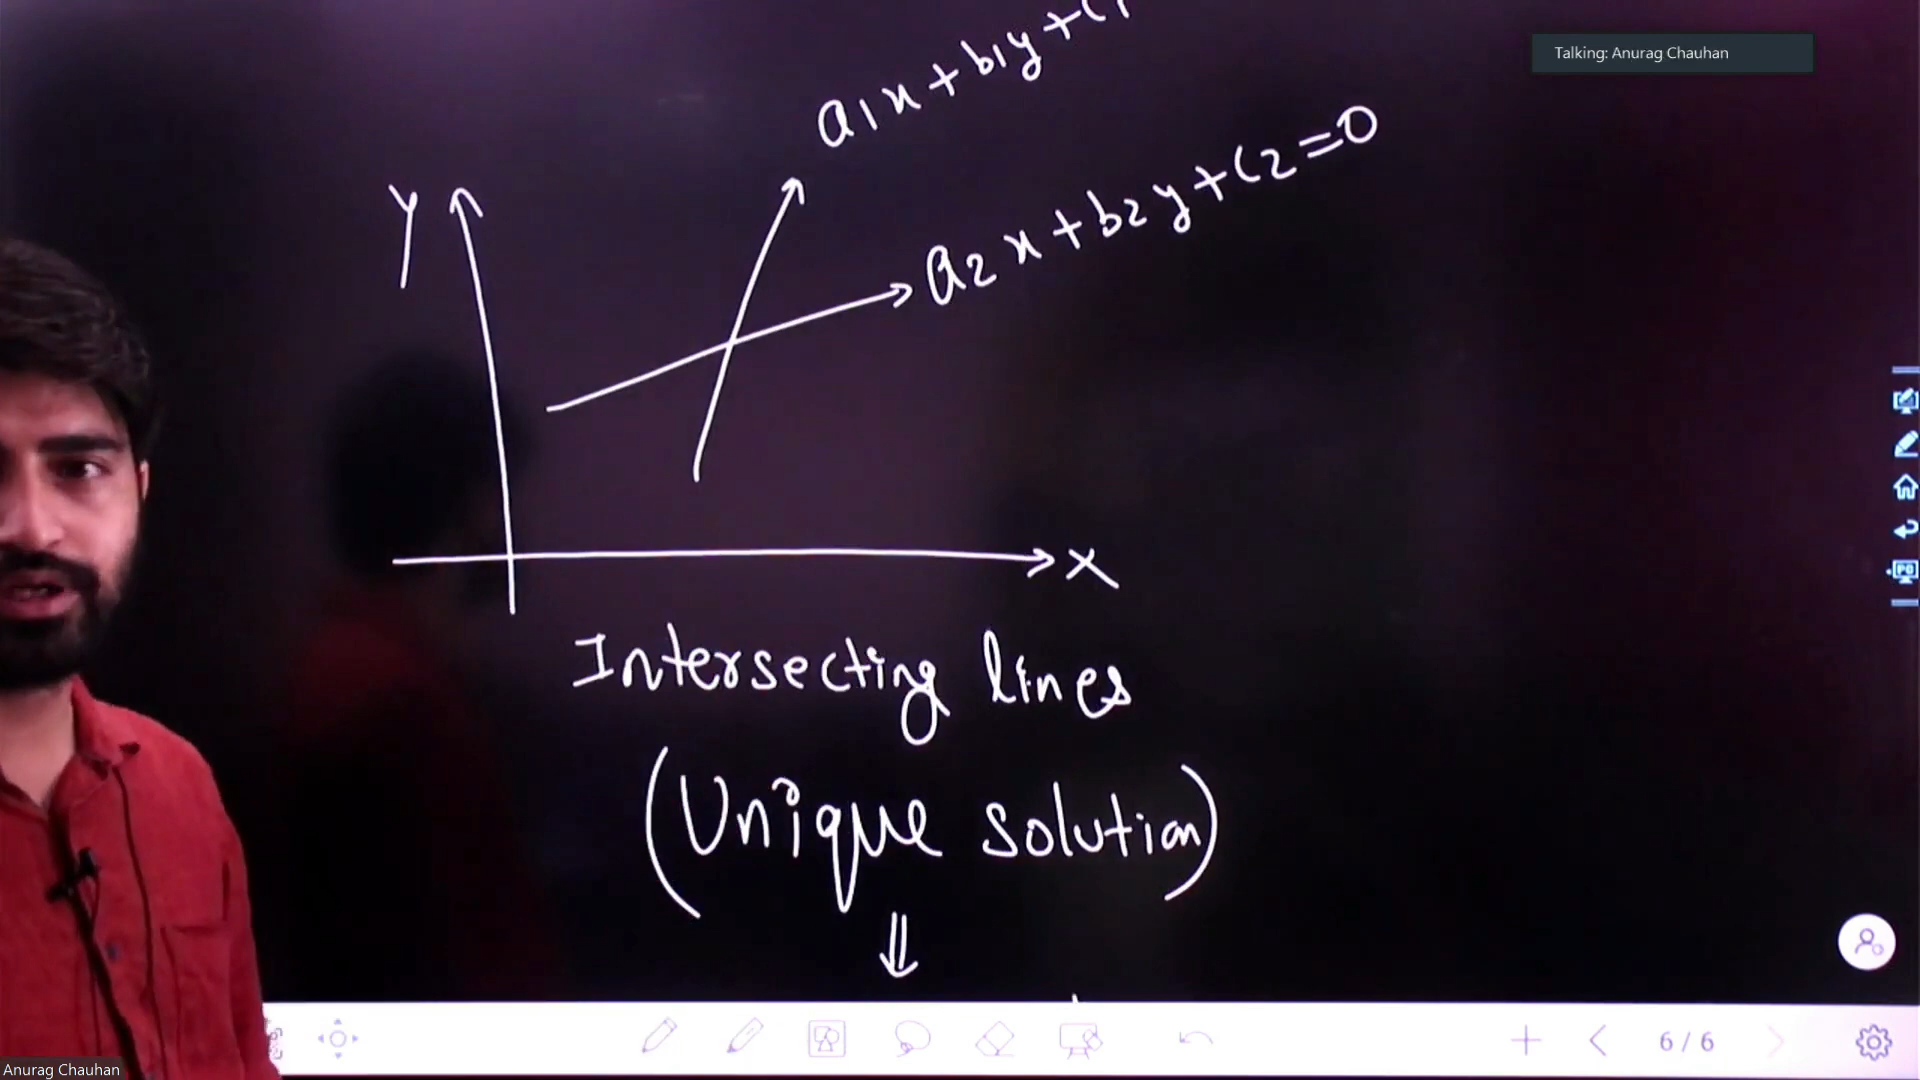 Talking: Anurag Chauhan
a1x + b1y + C1
a2x + b2y + C2 = 0
Y
X
Intersecting lines
(Unique solution)
⇓
6 / 6
Anurag Chauhan